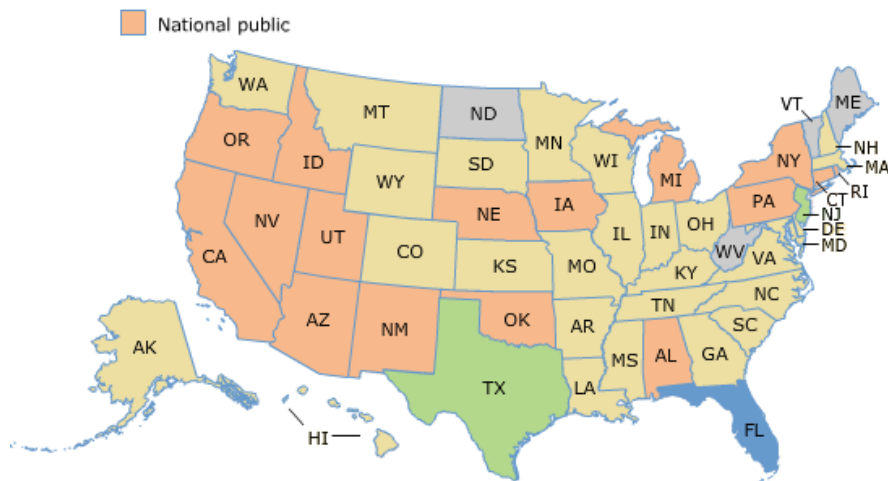 National public
WA
MT
ND
MN
VT
ME
OR
ID
SD
WI
MI
NY
NH
MA
RI
CT
WY
NE
IA
PA
NJ
NV
UT
CO
IL
IN
OH
DE
MD
WV
VA
CA
KS
MO
KY
NC
TN
AZ
NM
OK
AR
SC
MS
AL
GA
AK
TX
LA
HI
FL